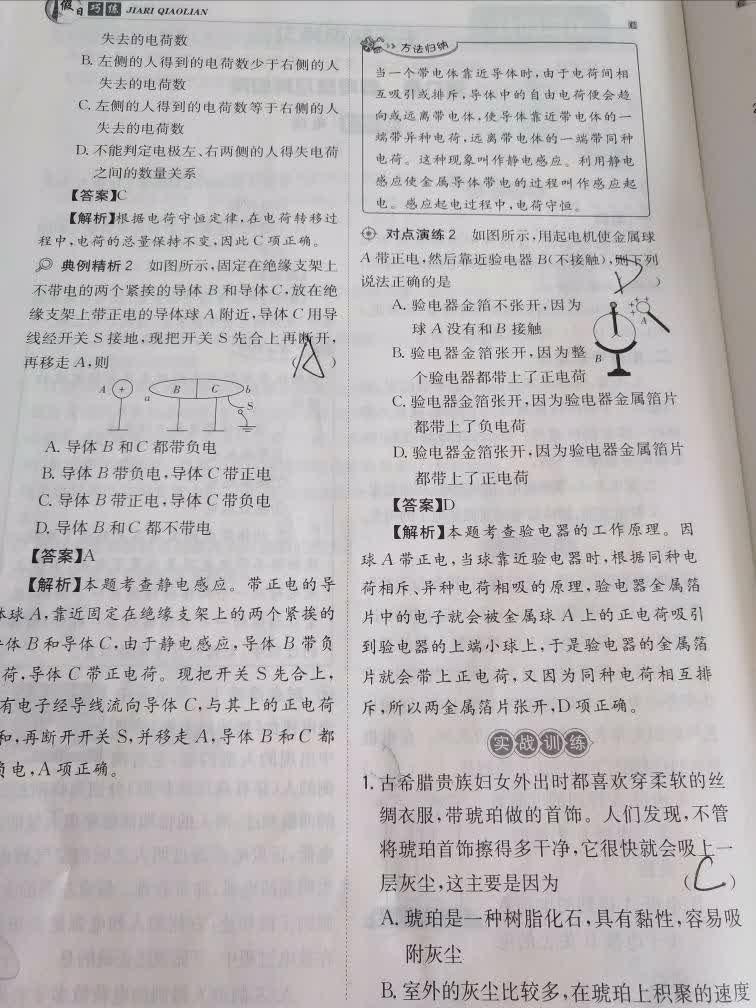 假日巧练 JIARI QIAOLIAN
失去的电荷数
B. 左侧的人得到的电荷数少于右侧的人
失去的电荷数
C. 左侧的人得到的电荷数等于右侧的人
失去的电荷数
D. 不能判定电极左、右两侧的人得失电荷
之间的数量关系
【答案】C
【解析】根据电荷守恒定律,在电荷转移过
程中,电荷的总量保持不变,因此 C 项正确。
典例精析 2 如图所示,固定在绝缘支架上
不带电的两个紧挨的导体 B 和导体 C,放在绝
缘支架上带正电的导体球 A 附近,导体 C 用导
线经开关 S 接地,现把开关 S 先合上再断开,
再移走 A,则 (A)
A + a B C b S
A. 导体 B 和 C 都带负电
B. 导体 B 带负电,导体 C 带正电
C. 导体 B 带正电,导体 C 带负电
D. 导体 B 和 C 都不带电
【答案】A
【解析】本题考查静电感应。带正电的导
体球 A,靠近固定在绝缘支架上的两个紧挨的
体 B 和导体 C,由于静电感应,导体 B 带负
荷,导体 C 带正电荷。现把开关 S 先合上,
有电子经导线流向导体 C,与其上的正电荷
和,再断开开关 S,并移走 A,导体 B 和 C 都
负电,A 项正确。
方法归纳
当一个带电体靠近导体时,由于电荷间相
互吸引或排斥,导体中的自由电荷便会趋
向或远离带电体,使导体靠近带电体的一
端带异种电荷,远离带电体的一端带同种
电荷。这种现象叫作静电感应。利用静电
感应使金属导体带电的过程叫作感应起
电。感应起电过程中,电荷守恒。
对点演练 2 如图所示,用起电机使金属球
A 带正电,然后靠近验电器 B(不接触),则下列
说法正确的是 )
A. 验电器金箔不张开,因为
球 A 没有和 B 接触
B. 验电器金箔张开,因为整
个验电器都带上了正电荷
A
B
C. 验电器金箔张开,因为验电器金属箔片
都带上了负电荷
D. 验电器金箔张开,因为验电器金属箔片
都带上了正电荷
【答案】D
【解析】本题考查验电器的工作原理。因
球 A 带正电,当球靠近验电器时,根据同种电
荷相斥、异种电荷相吸的原理,验电器金属箔
片中的电子就会被金属球 A 上的正电荷吸引
到验电器的上端小球上,于是验电器的金属箔
片就会带上正电荷,又因为同种电荷相互排
斥,所以两金属箔片张开,D 项正确。
实战训练
1. 古希腊贵族妇女外出时都喜欢穿柔软的丝
绸衣服,带琥珀做的首饰。人们发现,不管
将琥珀首饰擦得多干净,它很快就会吸上一
层灰尘,这主要是因为 (C)
A. 琥珀是一种树脂化石,具有黏性,容易吸
附灰尘
B. 室外的灰尘比较多,在琥珀上积聚的速度